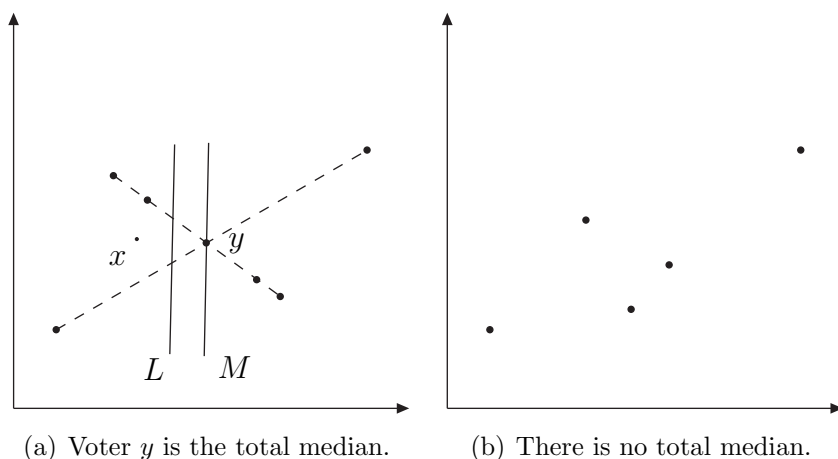 x
y
L
M
(a) Voter y is the total median.
(b) There is no total median.